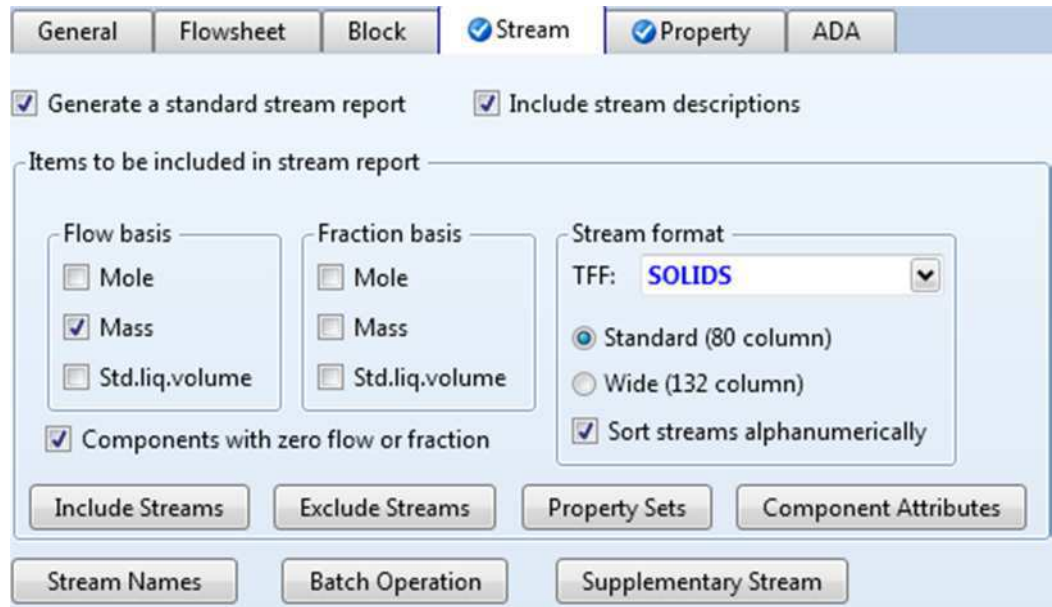 General Flowsheet Block Stream Property ADA
Generate a standard stream report Include stream descriptions
Items to be included in stream report
Flow basis Fraction basis Stream format
Mole Mole TFF: SOLIDS
Mass Mass Standard (80 column)
Std.liq.volume Std.liq.volume Wide (132 column)
Components with zero flow or fraction Sort streams alphanumerically
Include Streams Exclude Streams Property Sets Component Attributes
Stream Names Batch Operation Supplementary Stream